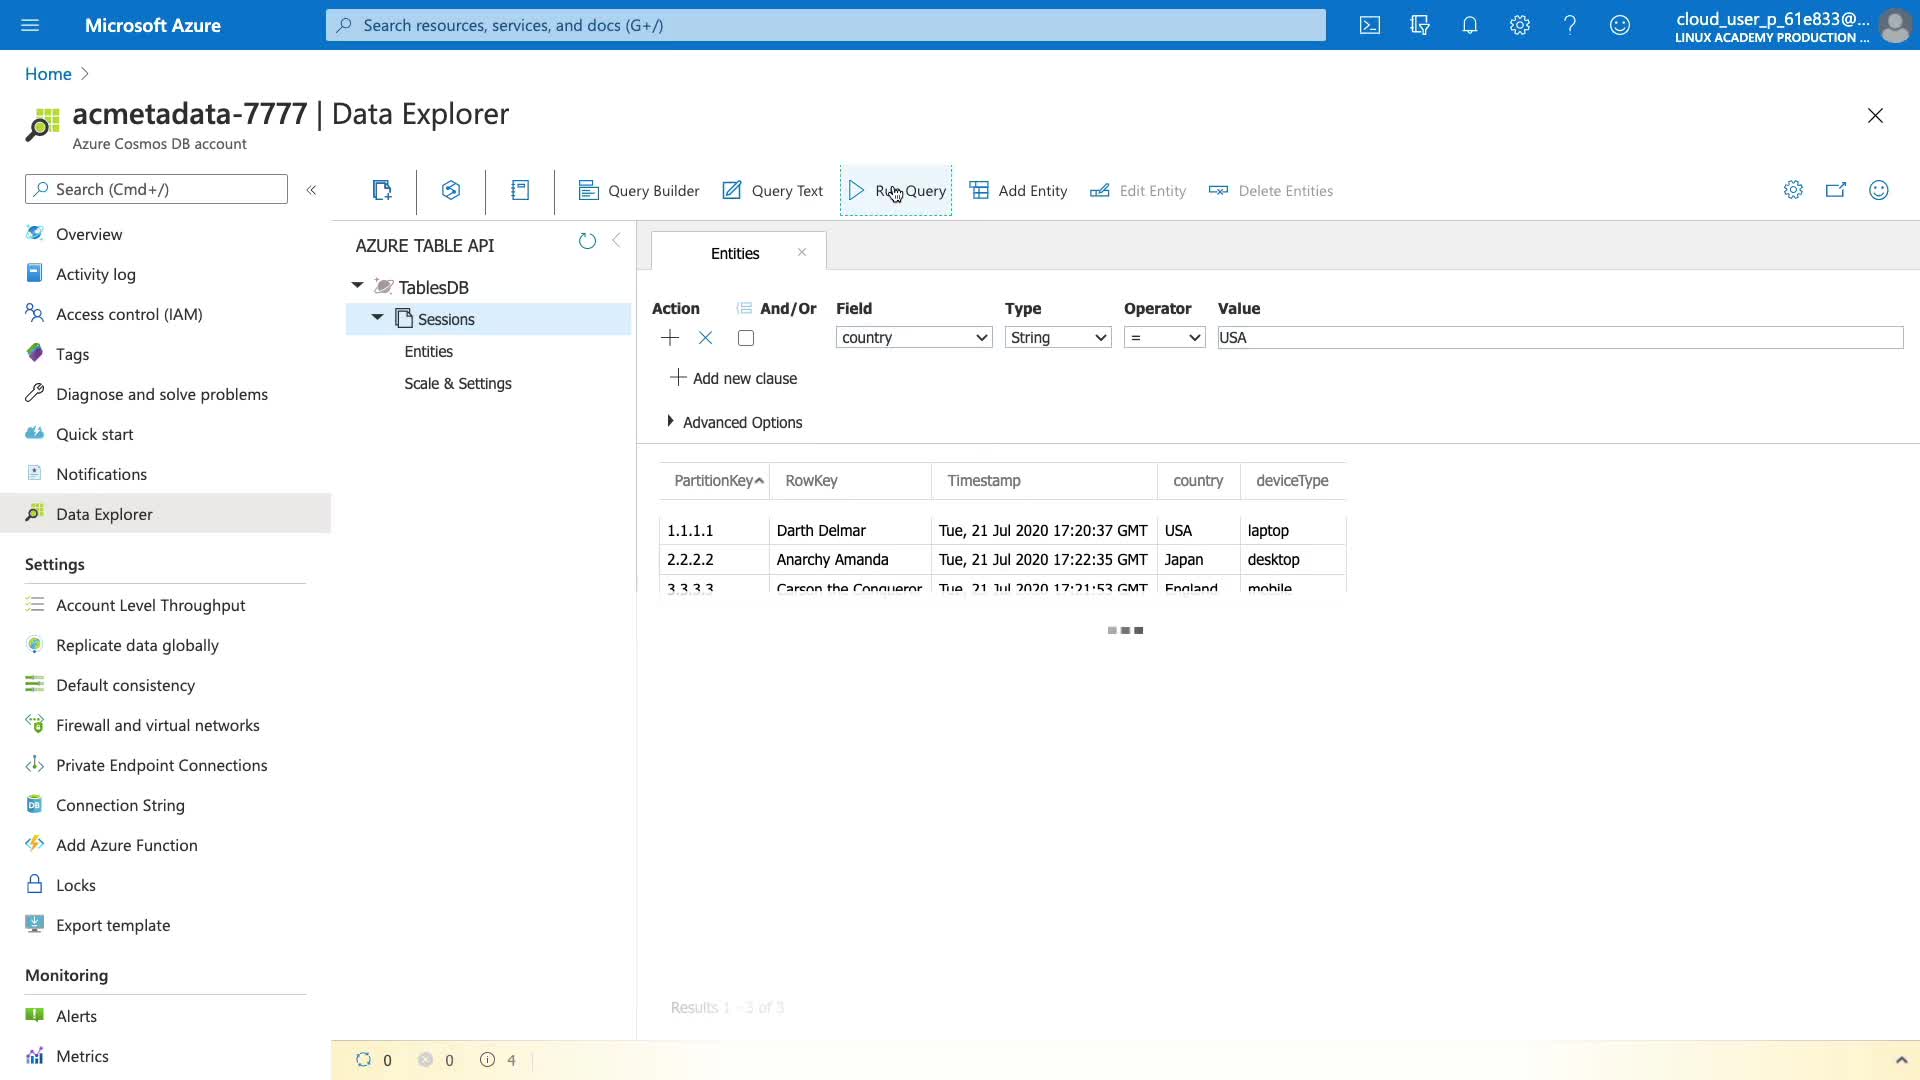 Microsoft Azure
Search resources, services, and docs (G+/)
cloud_user_p_61e833@...
LINUX ACADEMY PRODUCTION ...
Home
acmetadata-7777 | Data Explorer
Azure Cosmos DB account
Search (Cmd+/)
Overview
Activity log
Access control (IAM)
Tags
Diagnose and solve problems
Quick start
Notifications
Data Explorer
Settings
Account Level Throughput
Replicate data globally
Default consistency
Firewall and virtual networks
Private Endpoint Connections
Connection String
Add Azure Function
Locks
Export template
Monitoring
Alerts
Metrics
Query Builder
Query Text
Run Query
Add Entity
Edit Entity
Delete Entities
AZURE TABLE API
TablesDB
Sessions
Entities
Scale & Settings
Entities
Action And/Or Field Type Operator Value
country String = USA
Add new clause
Advanced Options
PartitionKey RowKey Timestamp country deviceType
1.1.1.1 Darth Delmar Tue, 21 Jul 2020 17:20:37 GMT USA laptop
2.2.2.2 Anarchy Amanda Tue, 21 Jul 2020 17:22:35 GMT Japan desktop
3.3.3.3 Carson the Conqueror Tue, 21 Jul 2020 17:21:53 GMT England mobile
Results 1 - 3 of 3
0 0 4